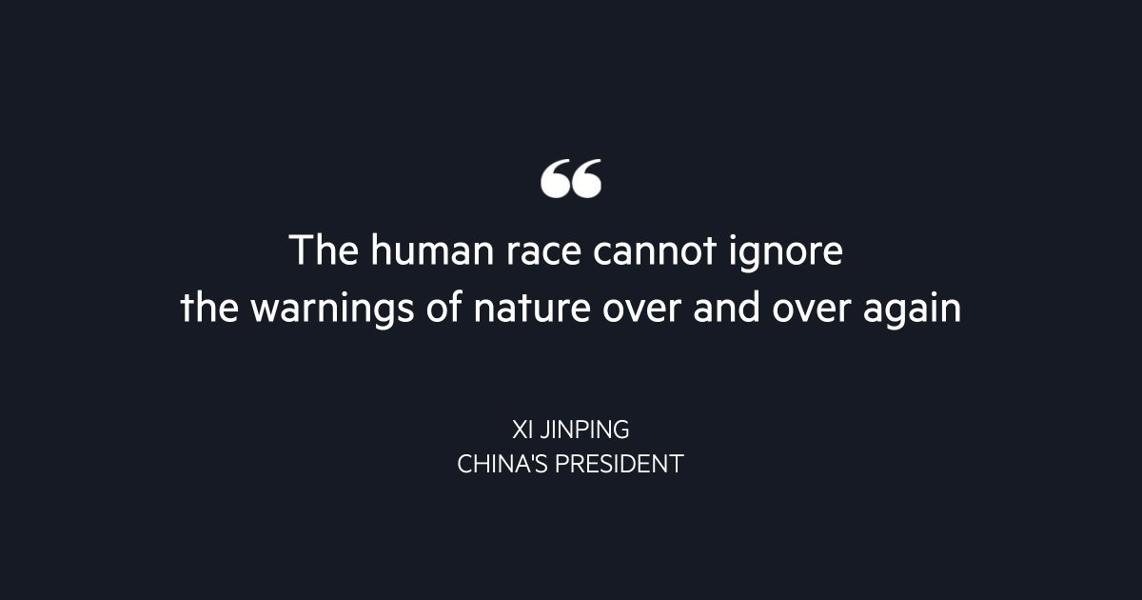 “
The human race cannot ignore
the warnings of nature over and over again
XI JINPING
CHINA'S PRESIDENT